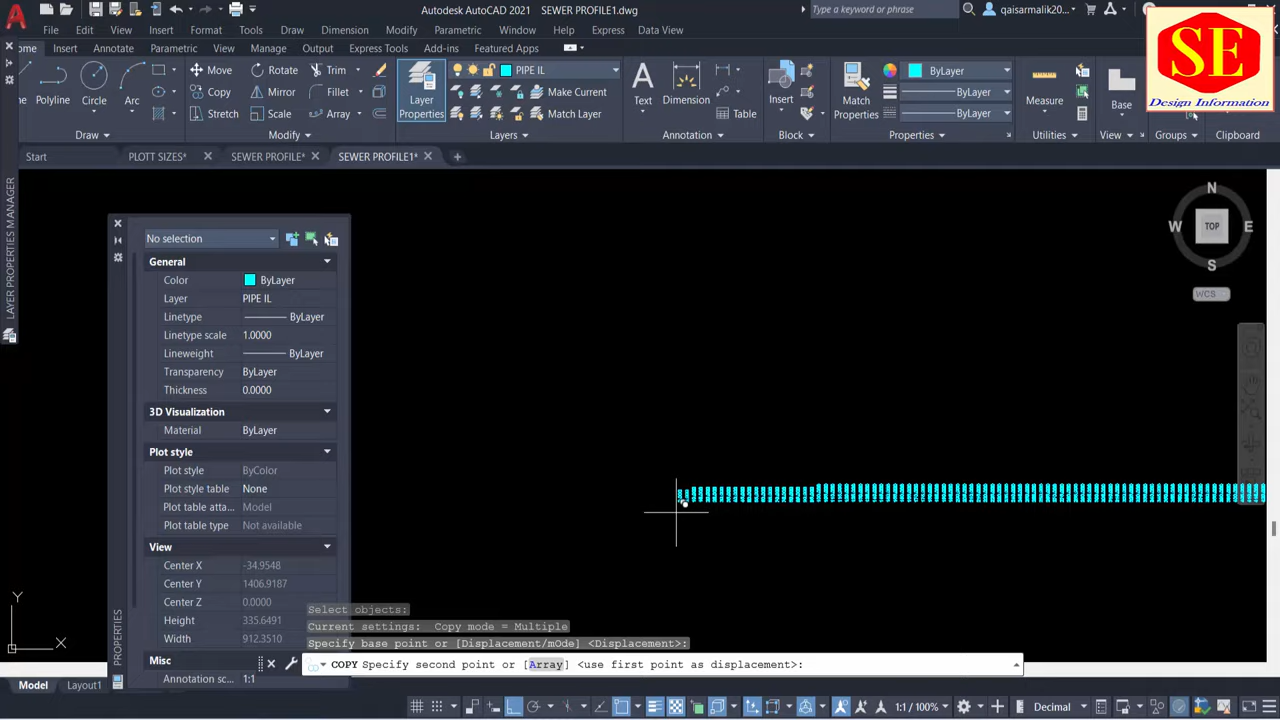 Autodesk AutoCAD 2021 SEWER PROFILE1.dwg
Type a keyword or phrase
qaisarmalik20...
File Edit View Insert Format Tools Draw Dimension Modify Parametric Window Help Express Data View
ome Insert Annotate Parametric View Manage Output Express Tools Add-ins Featured Apps
SE
Design Information
Move Rotate Trim
PIPE IL
ByLayer
Copy Mirror Fillet
Make Current
ByLayer
Polyline Circle Arc
Layer Properties
Text Dimension
Insert
Match Properties
Measure
Base
Stretch Scale Array
Match Layer
Table
ByLayer
Draw Modify Layers Annotation Block Properties Utilities View Groups Clipboard
Start PLOTT SIZES* SEWER PROFILE* SEWER PROFILE1*
LAYER PROPERTIES MANAGER
N
W TOP E
S
WCS
No selection
General
Color ByLayer
Layer PIPE IL
Linetype ByLayer
Linetype scale 1.0000
Lineweight ByLayer
Transparency ByLayer
Thickness 0.0000
3D Visualization
Material ByLayer
Plot style
Plot style ByColor
Plot style table None
Plot table atta... Model
Plot table type Not available
View
Center X -34.9548
Center Y 1406.9187
Center Z 0.0000
Height 335.6491
Width 912.3510
Misc
Annotation sc... 1:1
PROPERTIES
Y
X
Select objects:
Current settings: Copy mode = Multiple
Specify base point or [Displacement/mOde] <Displacement>:
COPY Specify second point or [Array] <use first point as displacement>:
Model Layout1
1:1 / 100%
Decimal